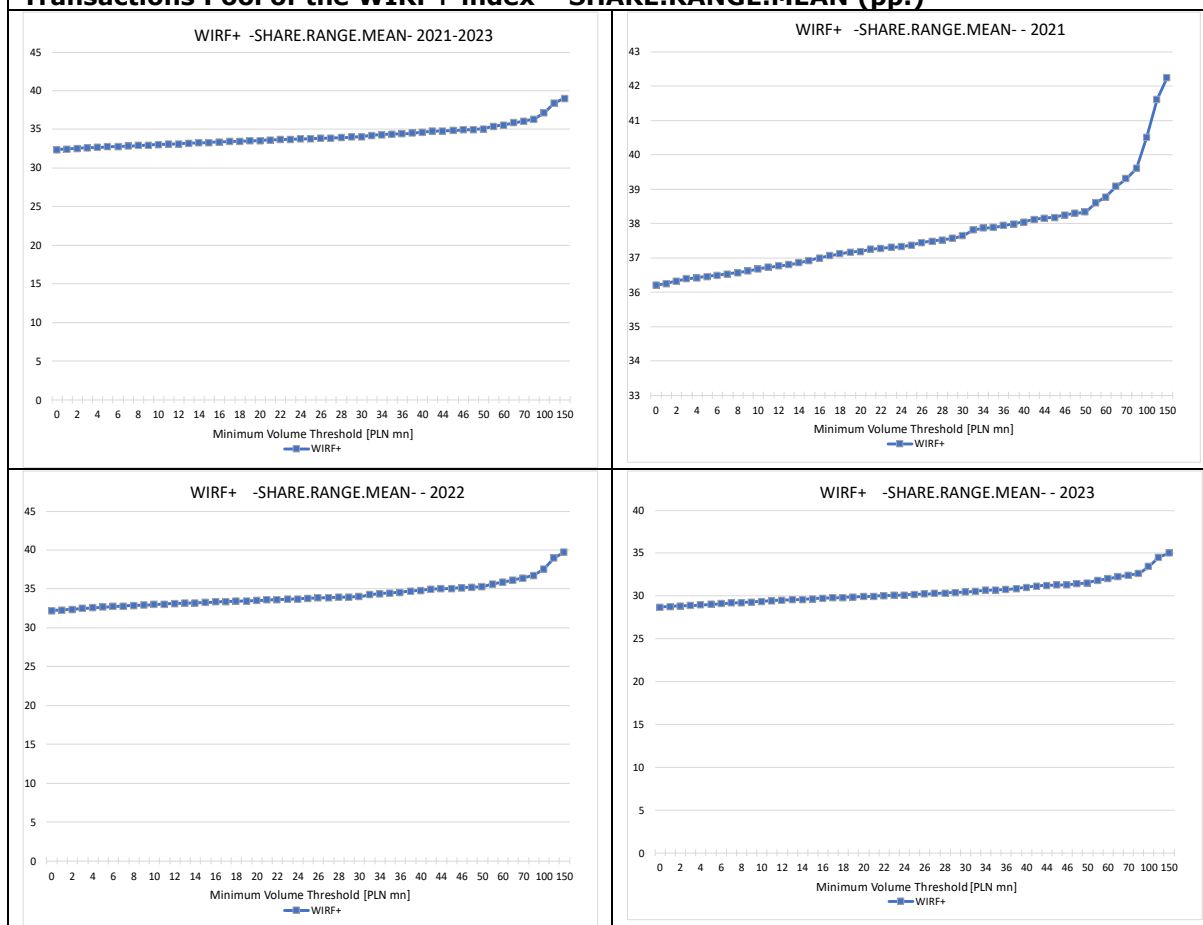 Transactions Pool of the WIRF+ index – SHARE.RANGE.MEAN (pp.)
WIRF+ -SHARE.RANGE.MEAN- 2021-2023
45
40
35
30
25
20
15
10
5
0
0 2 4 6 8 10 12 14 16 18 20 22 24 26 28 30 34 36 40 44 46 50 60 70 100 150
Minimum Volume Threshold [PLN mn]
WIRF+
WIRF+ -SHARE.RANGE.MEAN- - 2021
43
42
41
40
39
38
37
36
35
34
33
0 2 4 6 8 10 12 14 16 18 20 22 24 26 28 30 34 36 40 44 46 50 60 70 100 150
Minimum Volume Threshold [PLN mn]
WIRF+
WIRF+ -SHARE.RANGE.MEAN- - 2022
45
40
35
30
25
20
15
10
5
0
0 2 4 6 8 10 12 14 16 18 20 22 24 26 28 30 34 36 40 44 46 50 60 70 100 150
Minimum Volume Threshold [PLN mn]
WIRF+
WIRF+ -SHARE.RANGE.MEAN- - 2023
40
35
30
25
20
15
10
5
0
0 2 4 6 8 10 12 14 16 18 20 22 24 26 28 30 34 36 40 44 46 50 60 70 100 150
Minimum Volume Threshold [PLN mn]
WIRF+